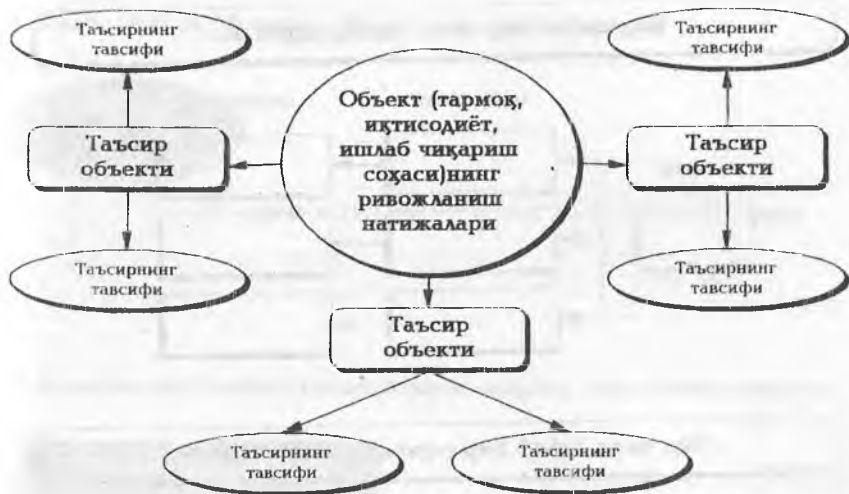 Таъсирнинг
тавсифи
Таъсирнинг
тавсифи
Объект (тармоқ,
иқтисодиёт,
ишлаб чиқариш
соҳаси)нинг
ривожланиш
натижалари
Таъсир
объекти
Таъсир
объекти
Таъсирнинг
тавсифи
Таъсирнинг
тавсифи
Таъсир
объекти
Таъсирнинг
тавсифи
Таъсирнинг
тавсифи